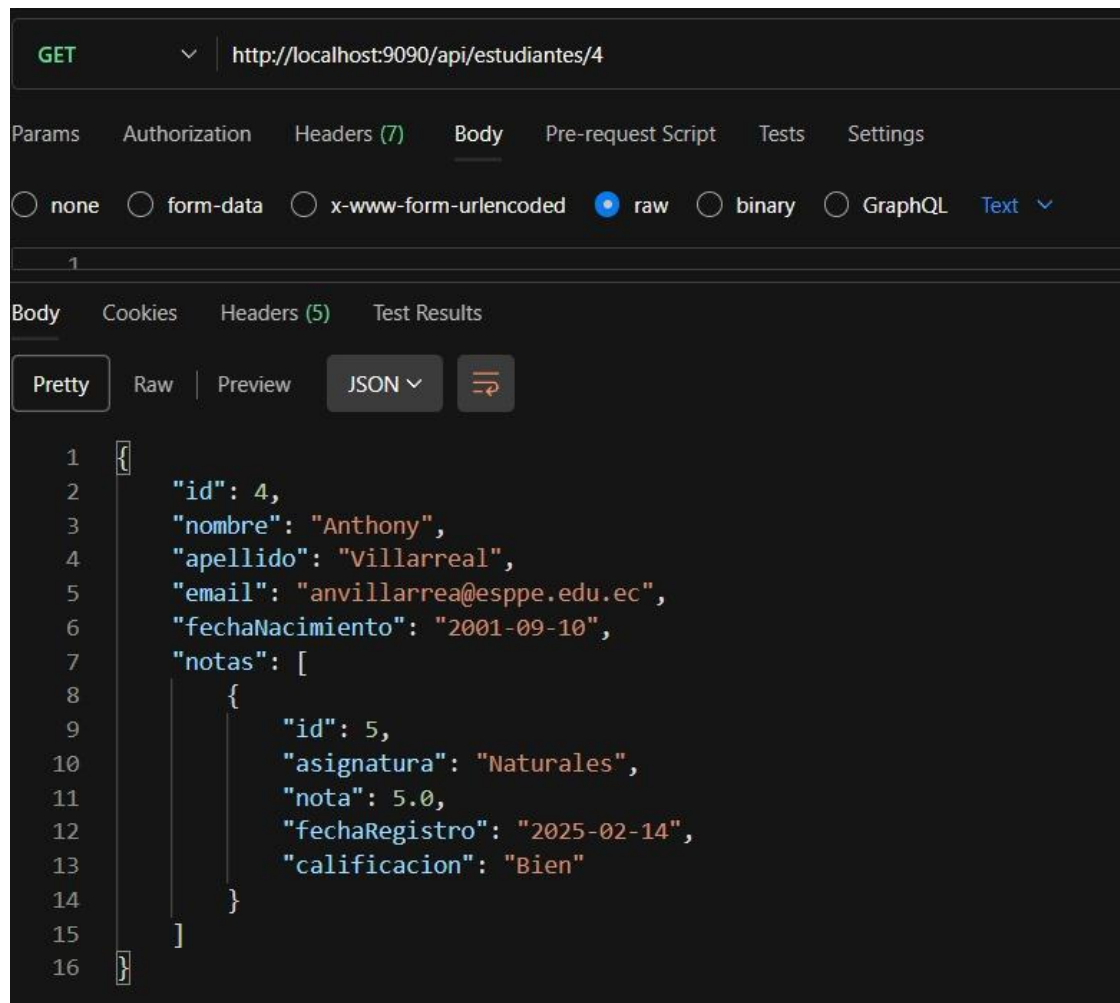 GET http://localhost:9090/api/estudiantes/4
Params Authorization Headers (7) Body Pre-request Script Tests Settings
none form-data x-www-form-urlencoded raw binary GraphQL Text
1
Body Cookies Headers (5) Test Results
Pretty Raw Preview JSON
1 {
2 "id": 4,
3 "nombre": "Anthony",
4 "apellido": "Villarreal",
5 "email": "anvillarrea@esppe.edu.ec",
6 "fechaNacimiento": "2001-09-10",
7 "notas": [
8 {
9 "id": 5,
10 "asignatura": "Naturales",
11 "nota": 5.0,
12 "fechaRegistro": "2025-02-14",
13 "calificacion": "Bien"
14 }
15 ]
16 }